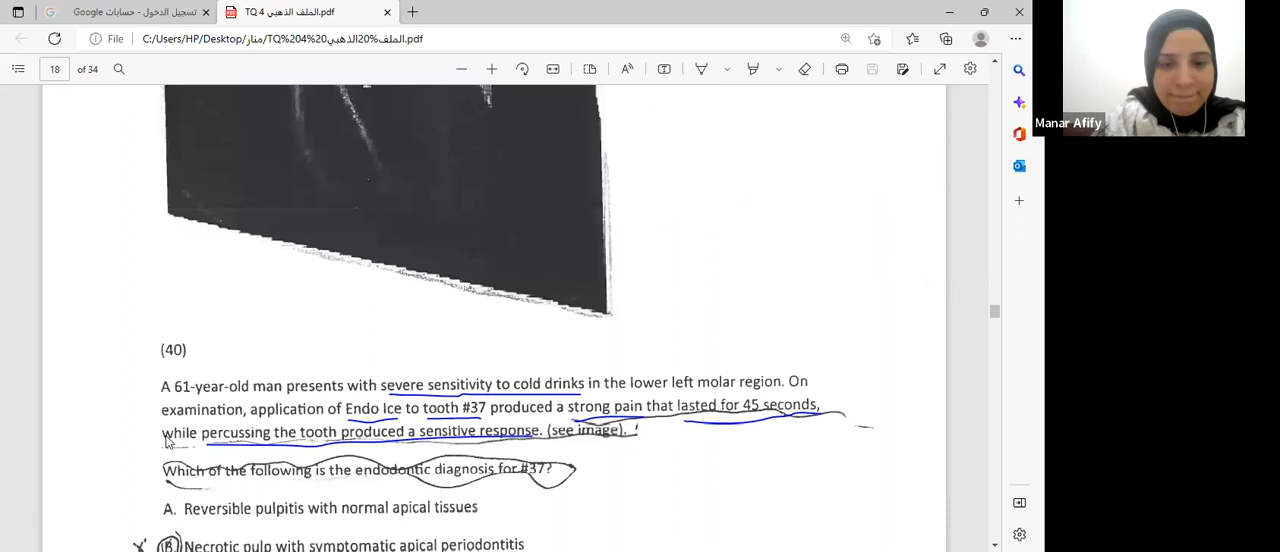 تسجيل الدخول - حسابات Google
TQ 4 الملف الذهبي.pdf
File
C:/Users/HP/Desktop/منار/TQ%204%20الملف%20الذهبي.pdf
18 of 34
Manar Afify
(40)
A 61-year-old man presents with severe sensitivity to cold drinks in the lower left molar region. On
examination, application of Endo Ice to tooth #37 produced a strong pain that lasted for 45 seconds,
while percussing the tooth produced a sensitive response. (see image).
Which of the following is the endodontic diagnosis for #37?
A. Reversible pulpitis with normal apical tissues
B. Necrotic pulp with symptomatic apical periodontitis